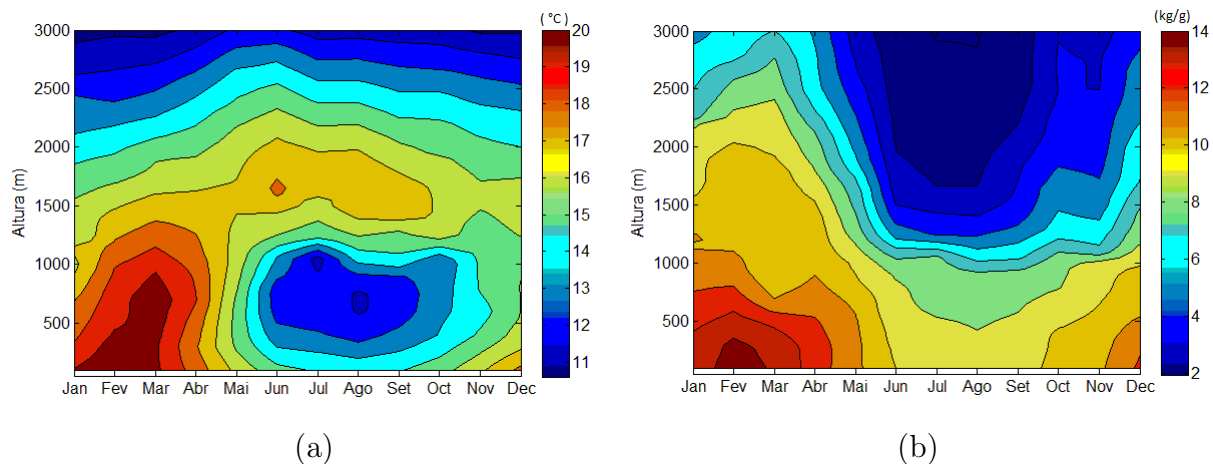 ( °C ) (kg/g)
3000 20 3000 14
19
2500 2500 12
18
17
2000 2000 10
Altura (m) 16 Altura (m)
1500 1500 8
15
14
1000 1000 6
13
500 12 500 4
11
2
Jan Fev Mar Abr Mai Jun Jul Ago Set Oct Nov Dec Jan Fev Mar Abr Mai Jun Jul Ago Set Oct Nov Dec
(a) (b)